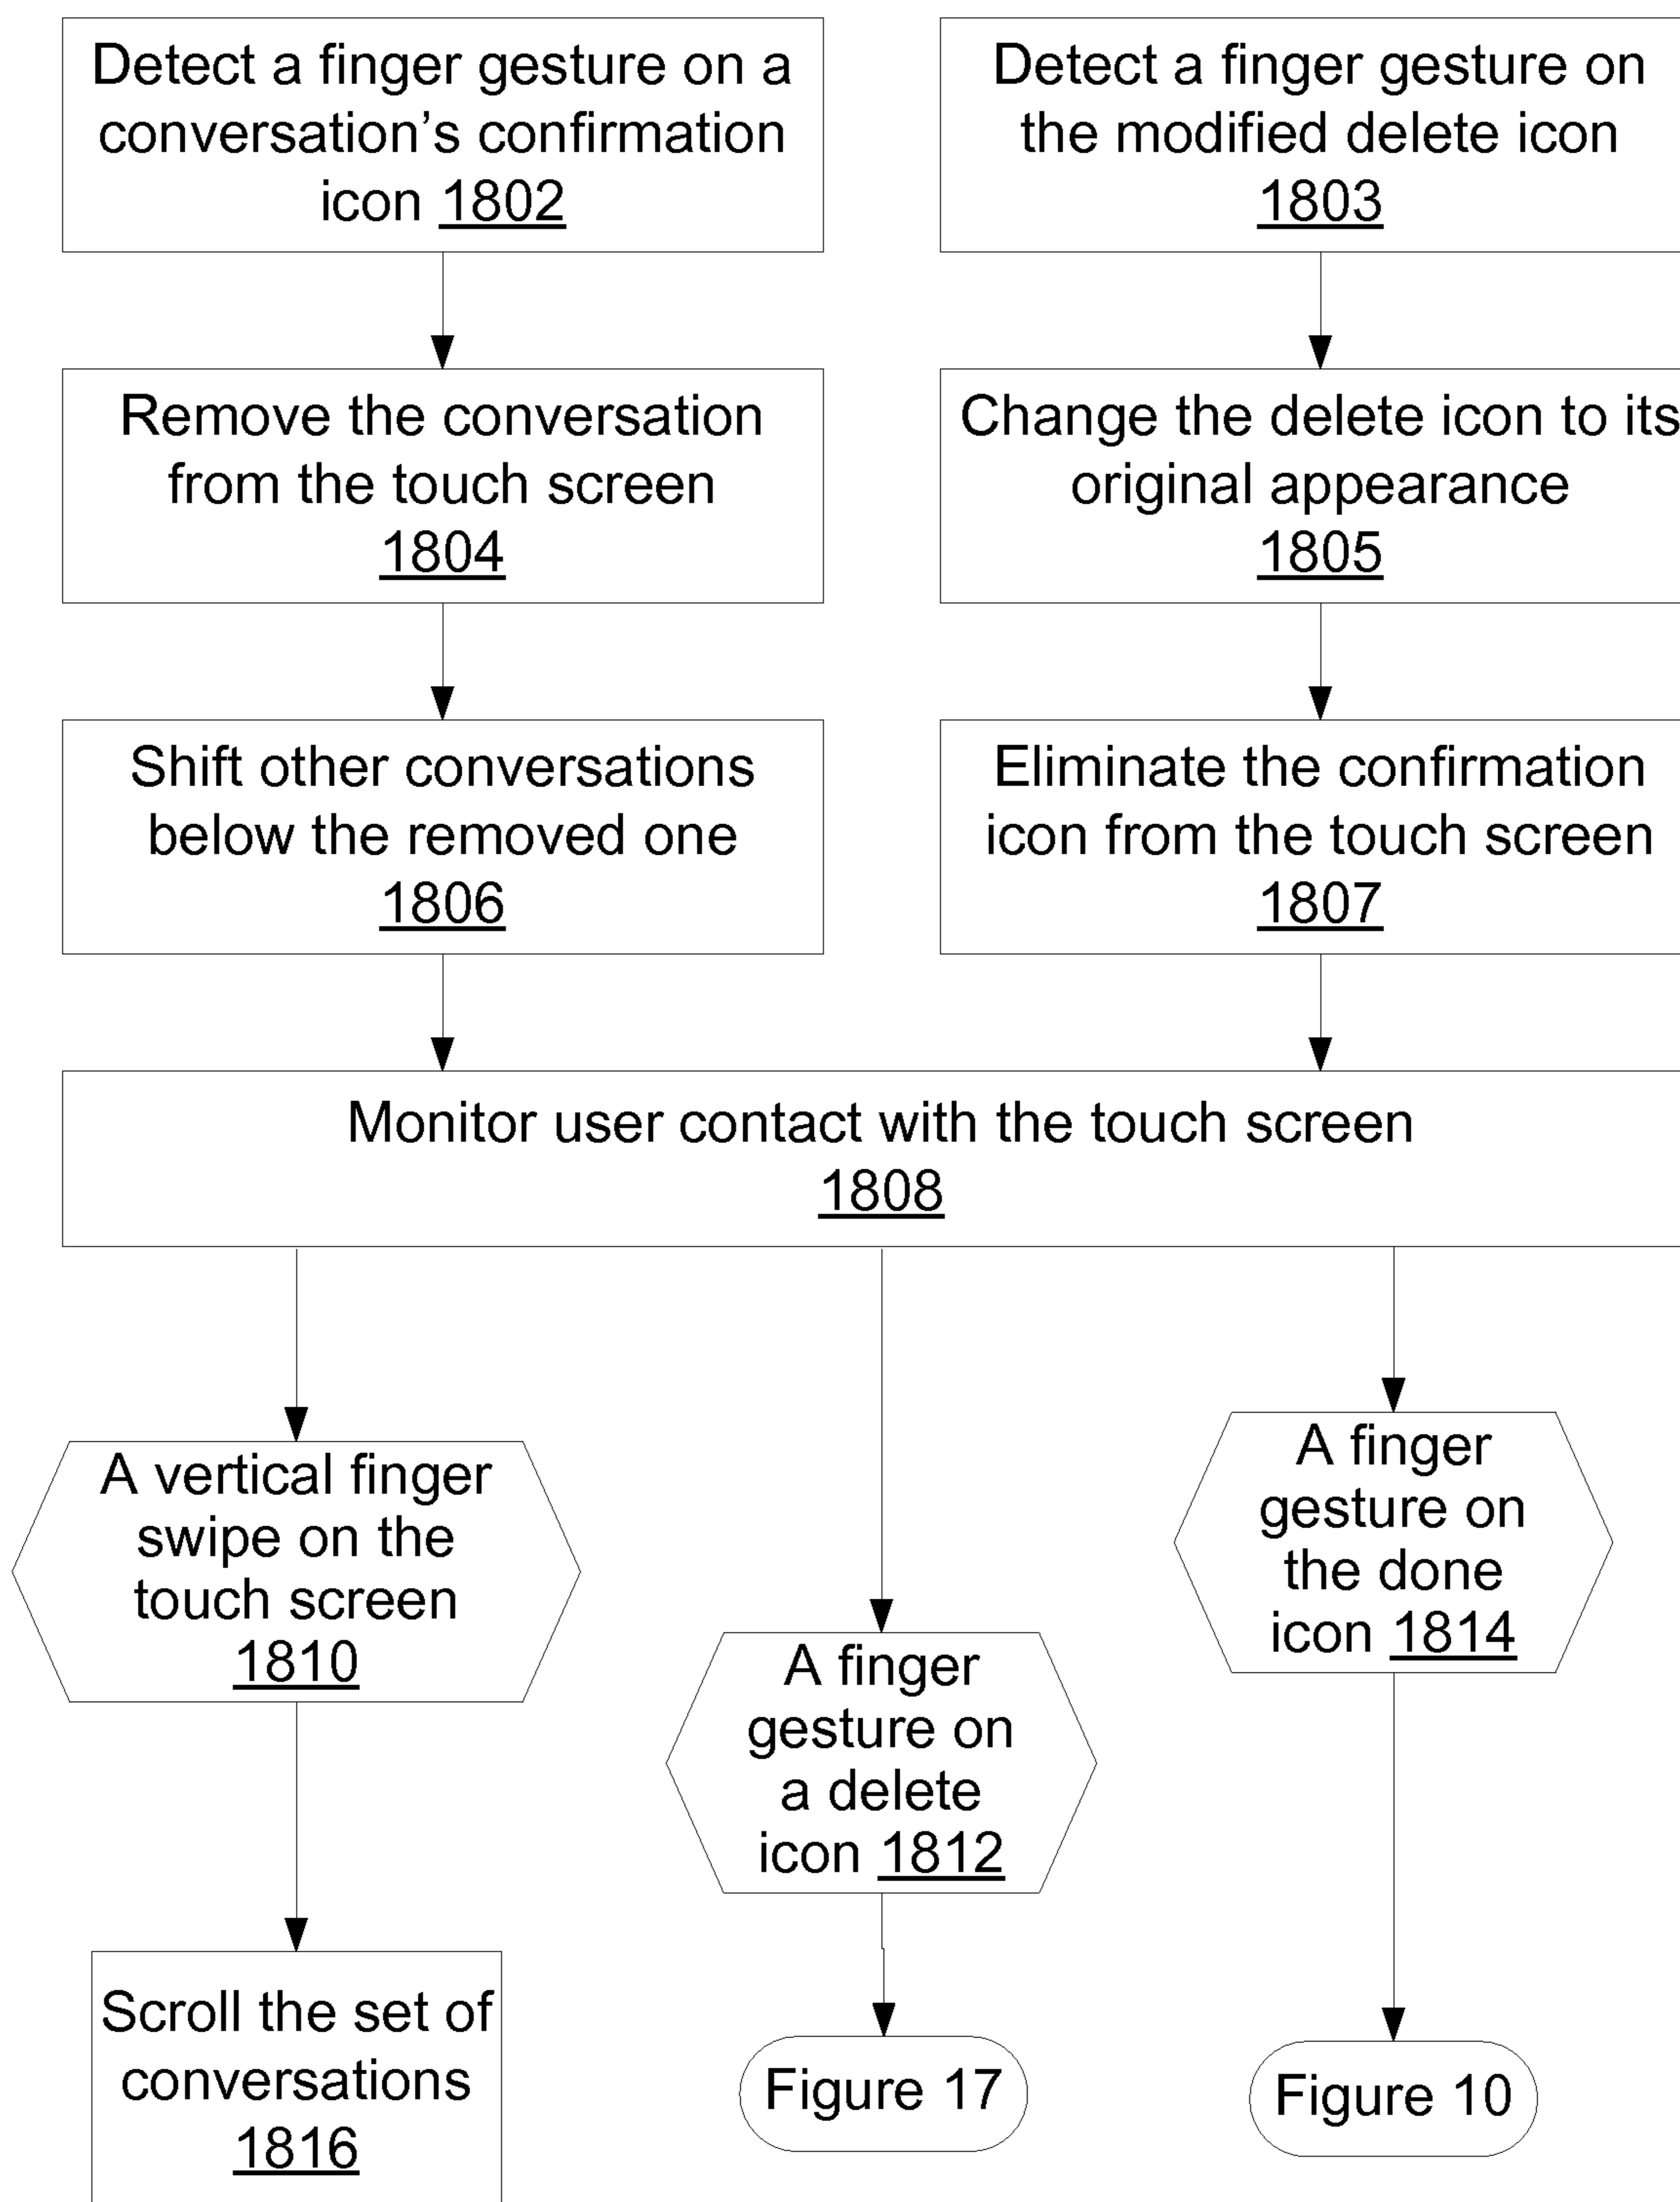 Detect a finger gesture on a
conversation's confirmation
icon 1802
Detect a finger gesture on
the modified delete icon
1803
Remove the conversation
from the touch screen
1804
Change the delete icon to its
original appearance
1805
Shift other conversations
below the removed one
1806
Eliminate the confirmation
icon from the touch screen
1807
Monitor user contact with the touch screen
1808
A vertical finger
swipe on the
touch screen
1810
A finger
gesture on
a delete
icon 1812
A finger
gesture on
the done
icon 1814
Scroll the set of
conversations
1816
Figure 17
Figure 10